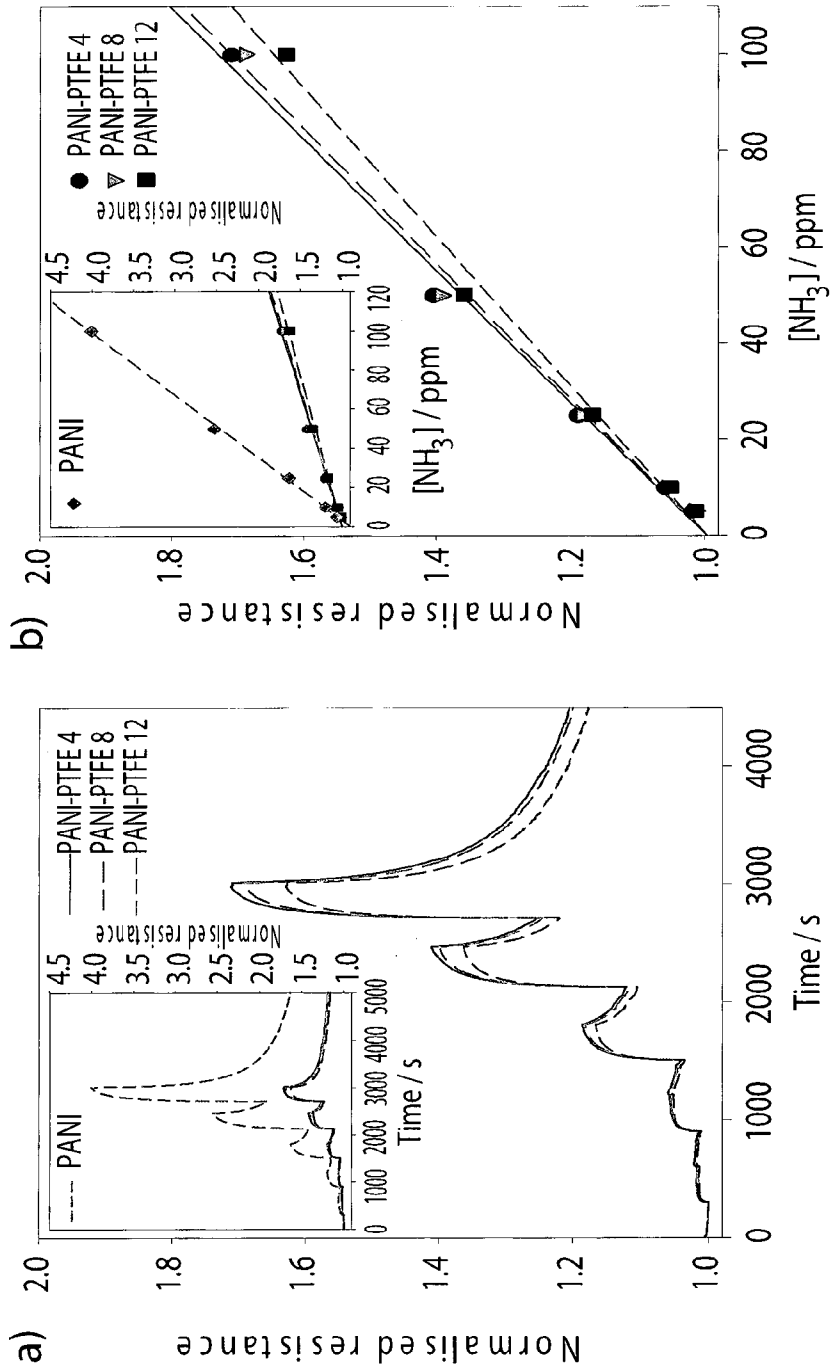 a)
Normalised resistance
2.0
1.8
1.6
1.4
1.2
1.0
0 1000 2000 3000 4000
Time / s
PANI-PTFE 4
PANI-PTFE 8
PANI-PTFE 12
PANI
Normalised resistance
4.5
4.0
3.5
3.0
2.5
2.0
1.5
1.0
0 1000 2000 3000 4000 5000
Time / s
b)
Normalised resistance
2.0
1.8
1.6
1.4
1.2
1.0
0 20 40 60 80 100
[NH3] / ppm
PANI-PTFE 4
PANI-PTFE 8
PANI-PTFE 12
PANI
Normalised resistance
4.5
4.0
3.5
3.0
2.5
2.0
1.5
1.0
0 20 40 60 80 100 120
[NH3] / ppm